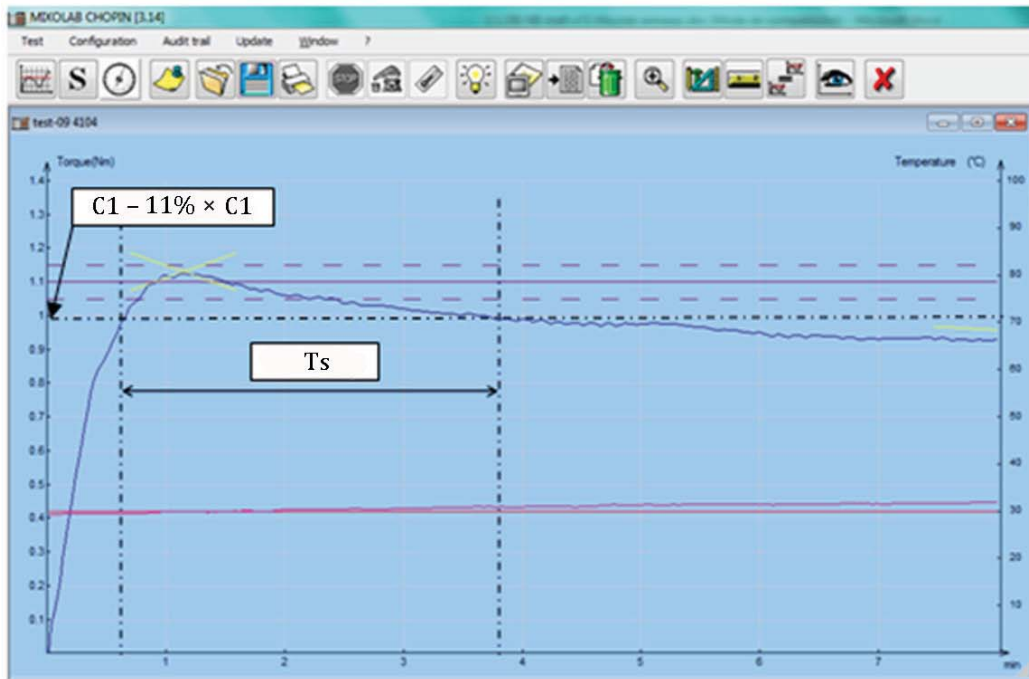 MIXOLAB CHOPIN [3.14]
Test Configuration Audit trail Update Window ?
S STOP
test-09 4104
Torque(Nm) Temperature (°C)
1.4 100
C1 – 11% × C1
1.3 90
1.2
1.1 80
1 70
0.9
Ts
0.8 60
0.7 50
0.6
0.5 40
0.4 30
0.3 20
0.2
0.1 10
1 2 3 4 5 6 7 min